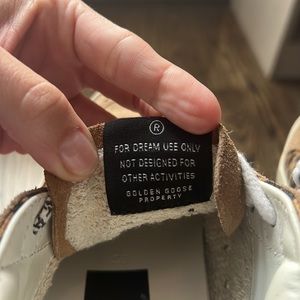 ®
FOR DREAM USE ONLY
NOT DESIGNED FOR
OTHER ACTIVITIES
GOLDEN GOOSE
PROPERTY